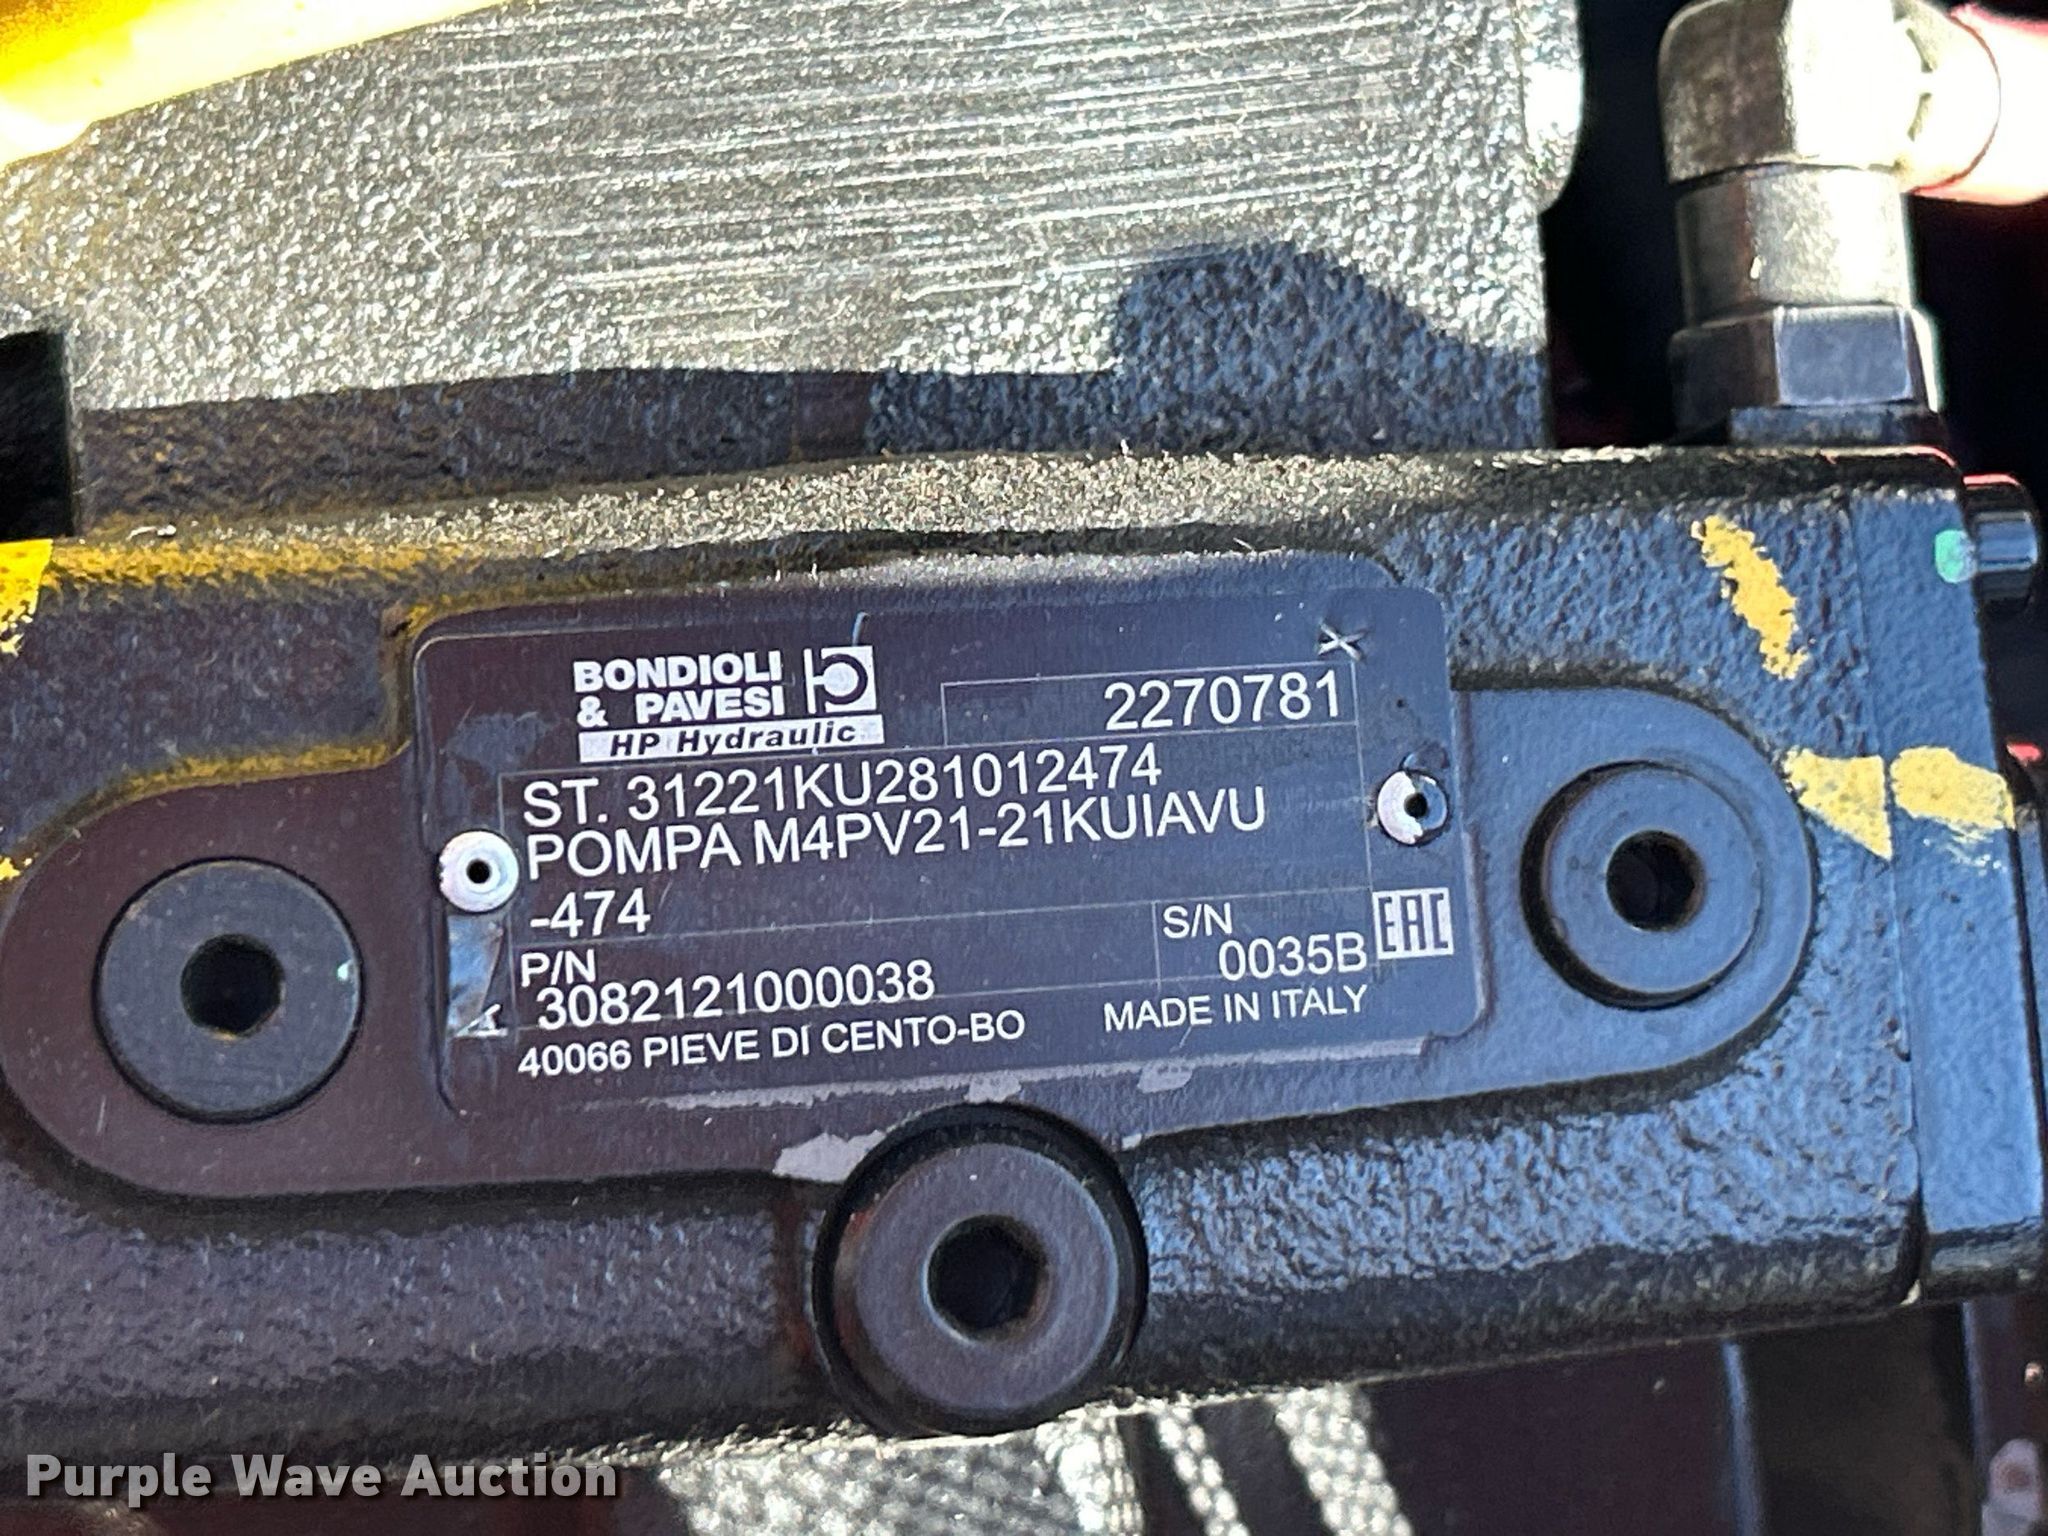 BONDIOLI
& PAVESI
HP Hydraulic
2270781
ST. 31221KU281012474
POMPA M4PV21-21KUIAVU
-474
P/N
3082121000038
S/N
0035B
EAC
40066 PIEVE DI CENTO-BO
MADE IN ITALY
Purple Wave Auction